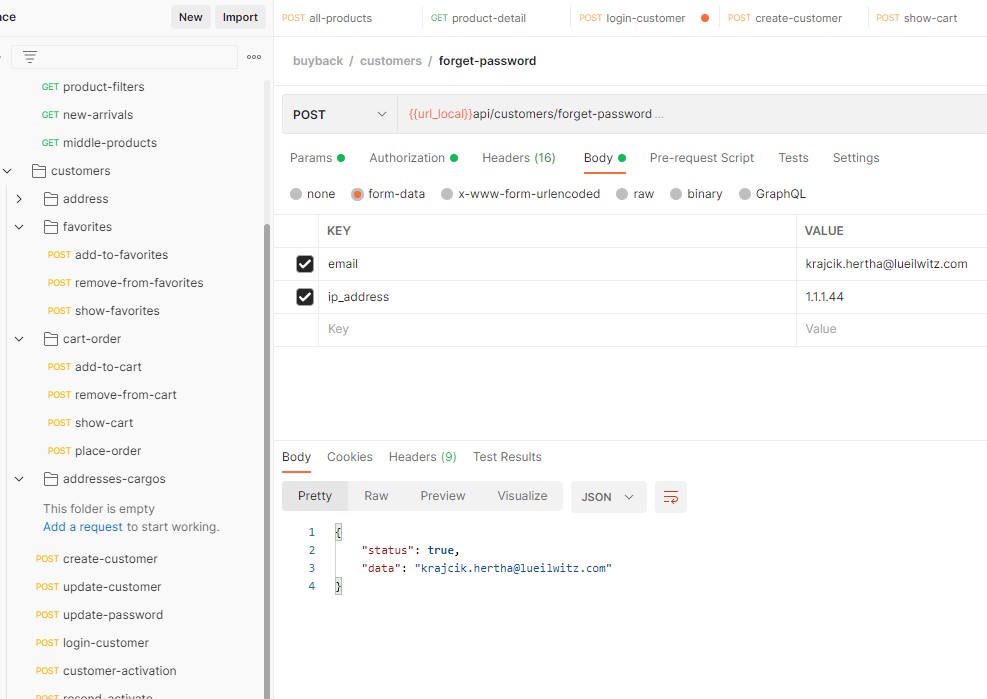 ce
New
Import
product-filters
GET product-filters
GET new-arrivals
GET middle-products
customers
address
favorites
POST add-to-favorites
POST remove-from-favorites
POST show-favorites
cart-order
POST add-to-cart
POST remove-from-cart
POST show-cart
POST place-order
addresses-cargos
This folder is empty
Add a request to start working.
POST create-customer
POST update-customer
POST update-password
POST login-customer
POST customer-activation
POST resend-activate
POST all-products
GET product-detail
POST login-customer
POST create-customer
POST show-cart
buyback / customers / forget-password
POST
{{url_local}}api/customers/forget-password ...
Params
Authorization
Headers (16)
Body
Pre-request Script
Tests
Settings
none
form-data
x-www-form-urlencoded
raw
binary
GraphQL
KEY VALUE
email krajcik.hertha@lueilwitz.com
ip_address 1.1.1.44
Key Value
Body
Cookies
Headers (9)
Test Results
Pretty
Raw
Preview
Visualize
JSON
1 {
2 "status": true,
3 "data": "krajcik.hertha@lueilwitz.com"
4 }